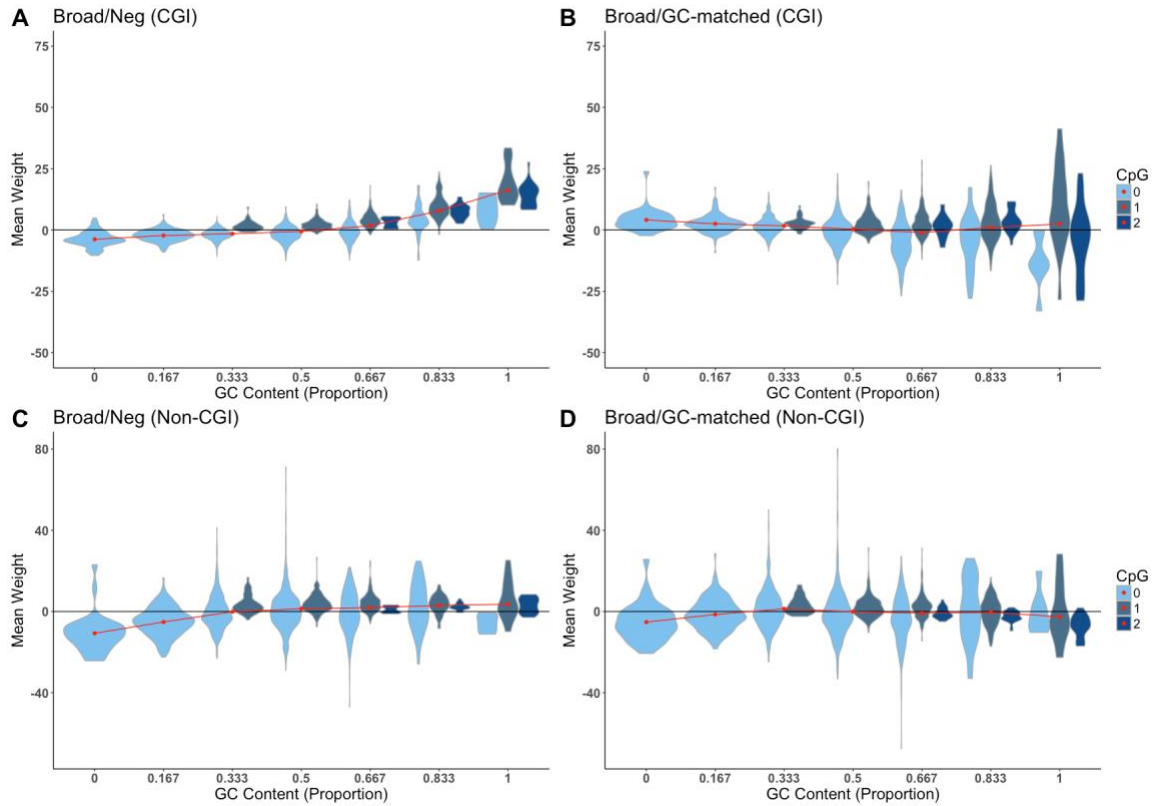 A Broad/Neg (CGI)
75
50
25
0
-25
-50
Mean Weight
0 0.167 0.333 0.5 0.667 0.833 1
GC Content (Proportion)
B Broad/GC-matched (CGI)
75
50
25
0
-25
-50
Mean Weight
0 0.167 0.333 0.5 0.667 0.833 1
GC Content (Proportion)
CpG
0
1
2
C Broad/Neg (Non-CGI)
80
40
0
-40
Mean Weight
0 0.167 0.333 0.5 0.667 0.833 1
GC Content (Proportion)
D Broad/GC-matched (Non-CGI)
80
40
0
-40
Mean Weight
0 0.167 0.333 0.5 0.667 0.833 1
GC Content (Proportion)
CpG
0
1
2